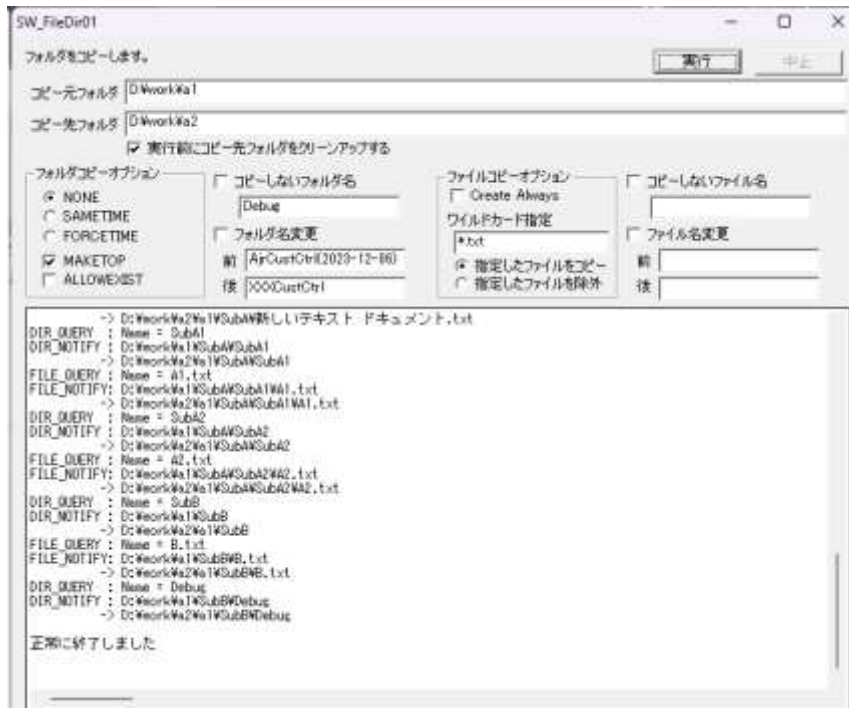 SW_FileDir01
フォルダをコピーします。
実行
中止
コピー元フォルダ D:¥work¥a1
コピー先フォルダ D:¥work¥a2
実行前にコピー先フォルダをクリーンアップする
フォルダコピーオプション
NONE
SAMETIME
FORCETIME
MAKETOP
ALLOWEXIST
コピーしないフォルダ名
Debug
フォルダ名変更
前 AjrCustCtrl(2023-12-06)
後 XXXCustCtrl
ファイルコピーオプション
Create Always
ワイルドカード指定
*.txt
指定したファイルをコピー
指定したファイルを除外
コピーしないファイル名
ファイル名変更
前
後
-> D:¥work¥a2¥a1¥SubA¥新しいテキスト ドキュメント.txt
DIR_QUERY : Name = SubA1
DIR_NOTIFY : D:¥work¥a1¥SubA¥SubA1
-> D:¥work¥a2¥a1¥SubA¥SubA1
FILE_QUERY : Name = A1.txt
FILE_NOTIFY: D:¥work¥a1¥SubA¥SubA1¥A1.txt
-> D:¥work¥a2¥a1¥SubA¥SubA1¥A1.txt
DIR_QUERY : Name = SubA2
DIR_NOTIFY : D:¥work¥a1¥SubA¥SubA2
-> D:¥work¥a2¥a1¥SubA¥SubA2
FILE_QUERY : Name = A2.txt
FILE_NOTIFY: D:¥work¥a1¥SubA¥SubA2¥A2.txt
-> D:¥work¥a2¥a1¥SubA¥SubA2¥A2.txt
DIR_QUERY : Name = SubB
DIR_NOTIFY : D:¥work¥a1¥SubB
-> D:¥work¥a2¥a1¥SubB
FILE_QUERY : Name = B.txt
FILE_NOTIFY: D:¥work¥a1¥SubB¥B.txt
-> D:¥work¥a2¥a1¥SubB¥B.txt
DIR_QUERY : Name = Debug
DIR_NOTIFY : D:¥work¥a1¥SubB¥Debug
-> D:¥work¥a2¥a1¥SubB¥Debug
正常に終了しました